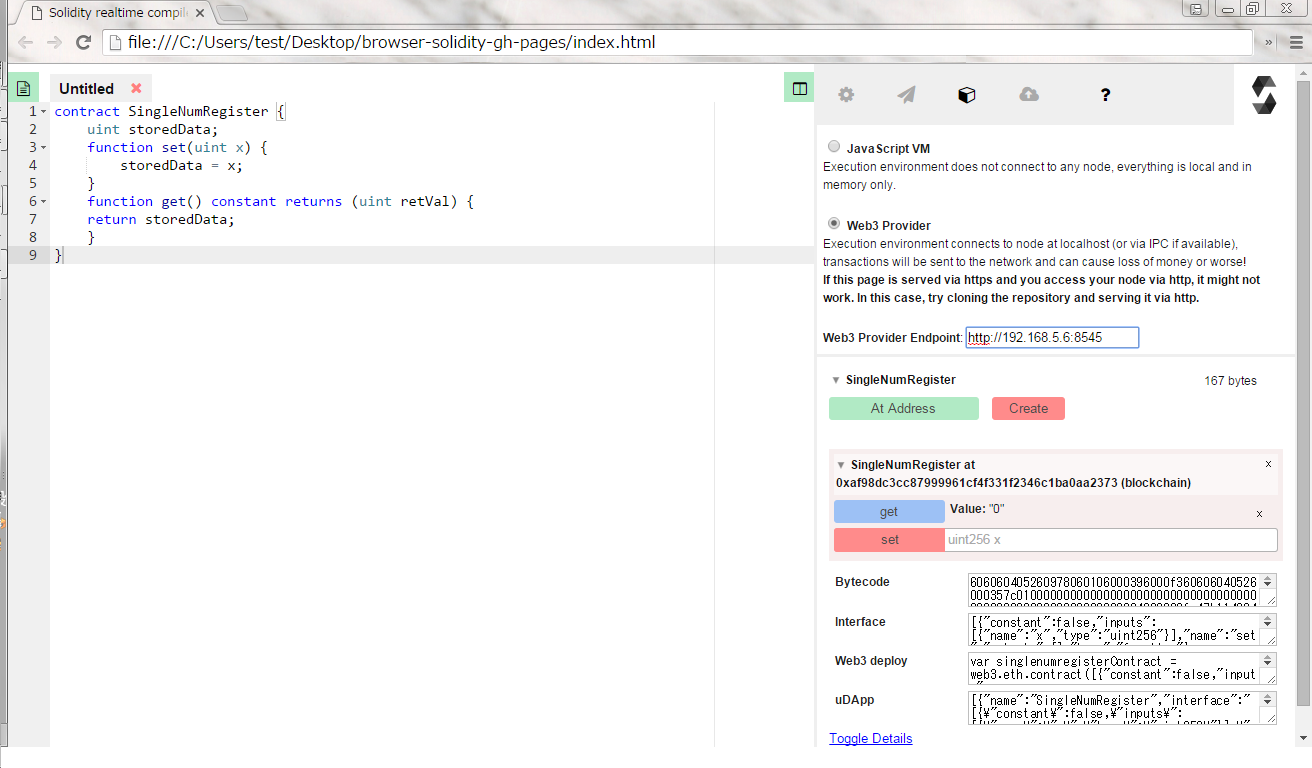 Solidity realtime compil
file:///C:/Users/test/Desktop/browser-solidity-gh-pages/index.html
»
Untitled
1 contract SingleNumRegister {
2 uint storedData;
3 function set(uint x) {
4 storedData = x;
5 }
6 function get() constant returns (uint retVal) {
7 return storedData;
8 }
9 }
?
JavaScript VM
Execution environment does not connect to any node, everything is local and in
memory only.
Web3 Provider
Execution environment connects to node at localhost (or via IPC if available),
transactions will be sent to the network and can cause loss of money or worse!
If this page is served via https and you access your node via http, it might not
work. In this case, try cloning the repository and serving it via http.
Web3 Provider Endpoint: http://192.168.5.6:8545
SingleNumRegister 167 bytes
At Address Create
SingleNumRegister at x
0xaf98dc3cc87999961cf4f331f2346c1ba0aa2373 (blockchain)
get Value: "0" x
set uint256 x
Bytecode
6060604052609780601060003960​00f360606040526
Interface
[{"constant":false,"inputs":
[{"name":"x","type":"uint256"}],"name":"set
Web3 deploy
var singlenumregisterContract =
web3.eth.contract([{"constant":false,"input
uDApp
[{"name":"SingleNumRegister","interface":"
[{¥"constant¥":false,¥"inputs¥":
Toggle Details